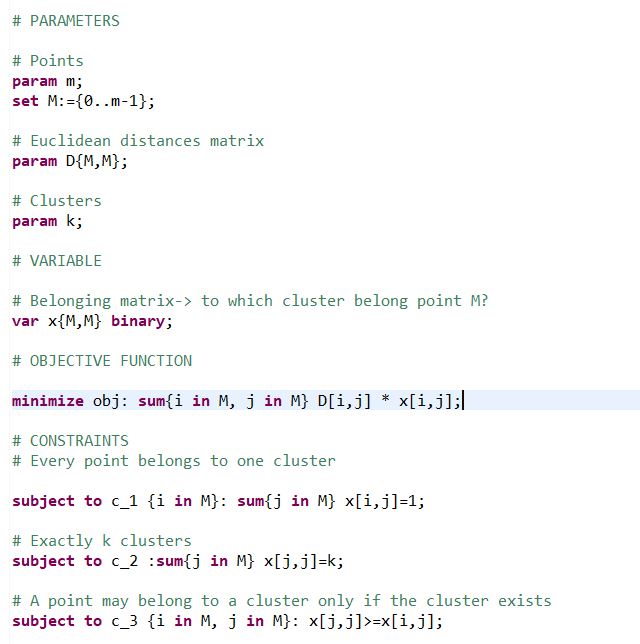 # PARAMETERS
# Points
param m;
set M:={0..m-1};
# Euclidean distances matrix
param D{M,M};
# Clusters
param k;
# VARIABLE
# Belonging matrix-> to which cluster belong point M?
var x{M,M} binary;
# OBJECTIVE FUNCTION
minimize obj: sum{i in M, j in M} D[i,j] * x[i,j];
# CONSTRAINTS
# Every point belongs to one cluster
subject to c_1 {i in M}: sum{j in M} x[i,j]=1;
# Exactly k clusters
subject to c_2 :sum{j in M} x[j,j]=k;
# A point may belong to a cluster only if the cluster exists
subject to c_3 {i in M, j in M}: x[j,j]>=x[i,j];